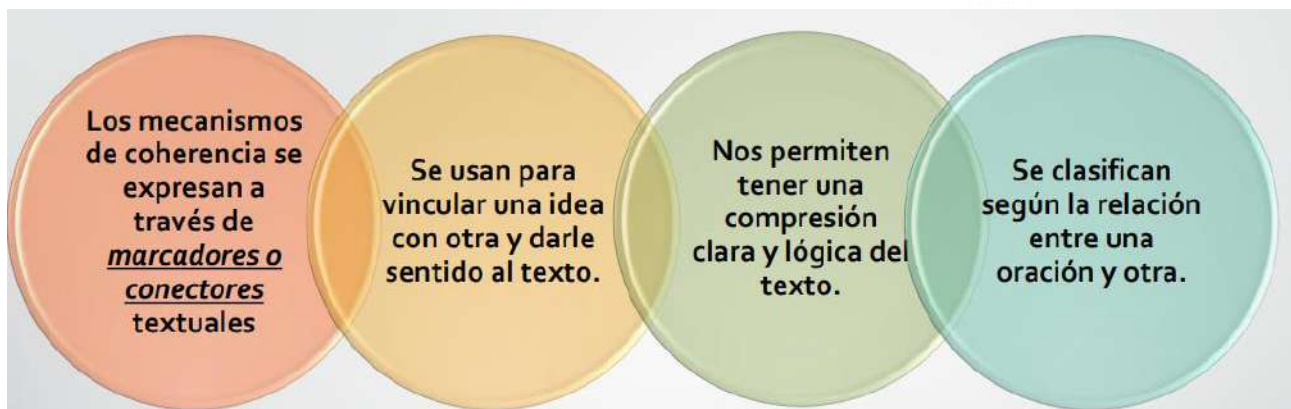 Los mecanismos
de coherencia se
expresan a
través de
marcadores o
conectores
textuales
Se usan para
vincular una idea
con otra y darle
sentido al texto.
Nos permiten
tener una
compresión
clara y lógica del
texto.
Se clasifican
según la relación
entre una
oración y otra.